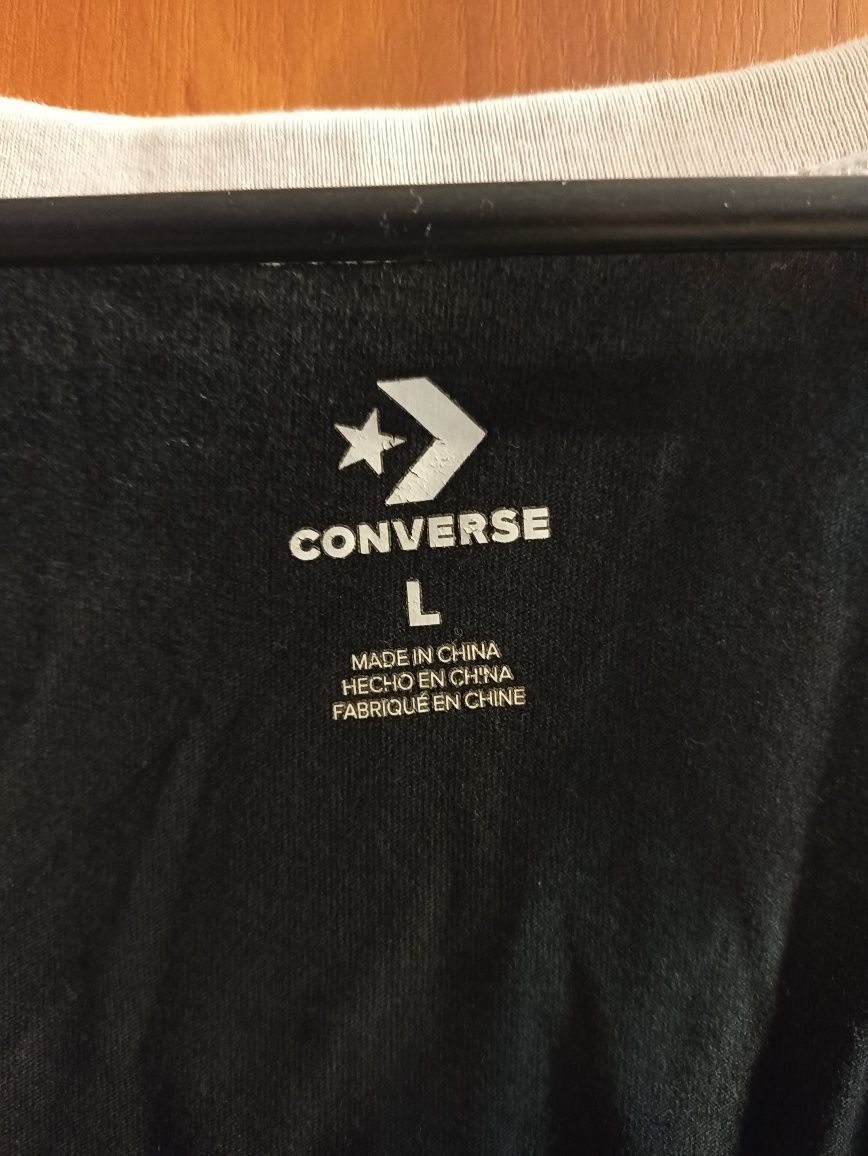 CONVERSE
L
MADE IN CHINA
HECHO EN CHINA
FABRIQUÉ EN CHINE